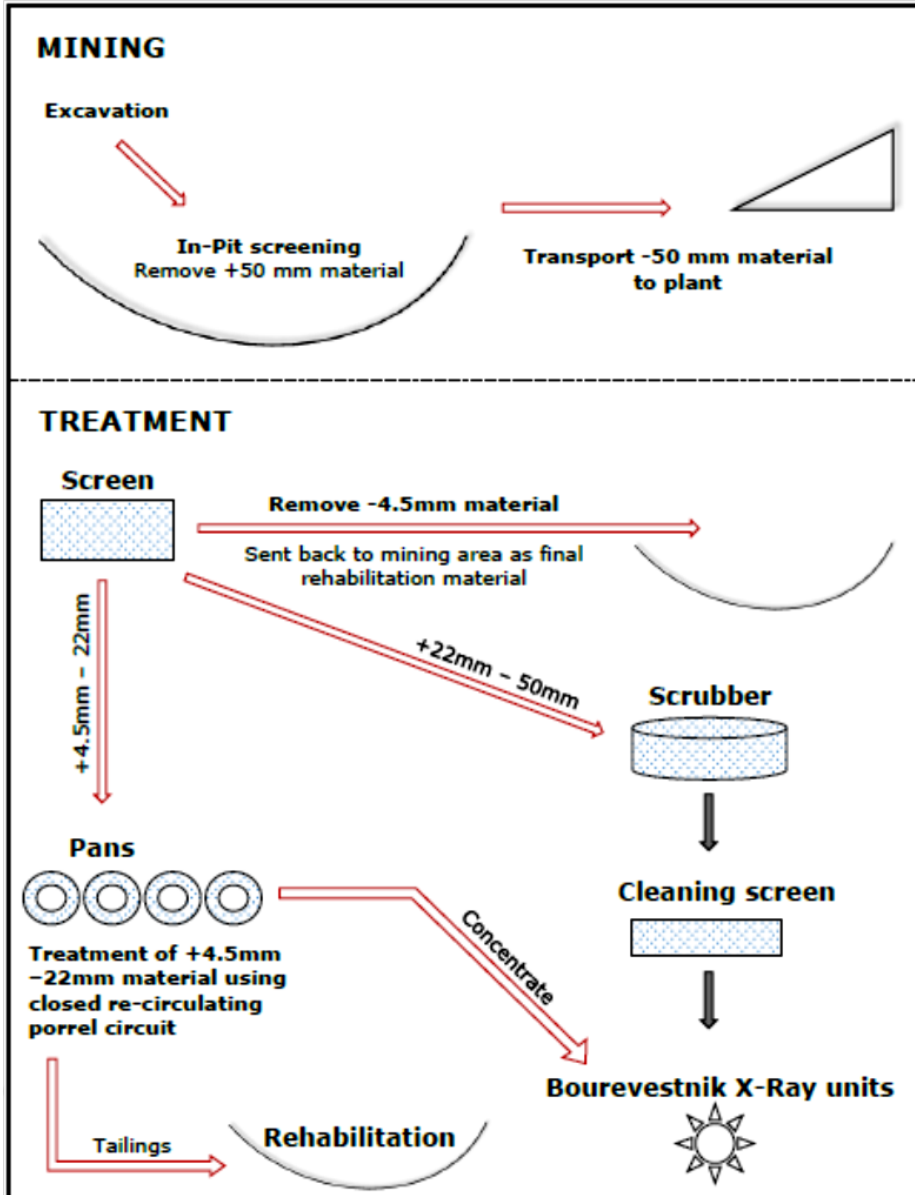 MINING
Excavation
In-Pit screening
Remove +50 mm material
Transport -50 mm material
to plant
TREATMENT
Screen
Remove -4.5mm material
Sent back to mining area as final
rehabilitation material
+4.5mm – 22mm
+22mm – 50mm
Scrubber
Pans
Cleaning screen
Treatment of +4.5mm
–22mm material using
closed re-circulating
porrel circuit
Concentrate
Bourevestnik X-Ray units
Tailings
Rehabilitation